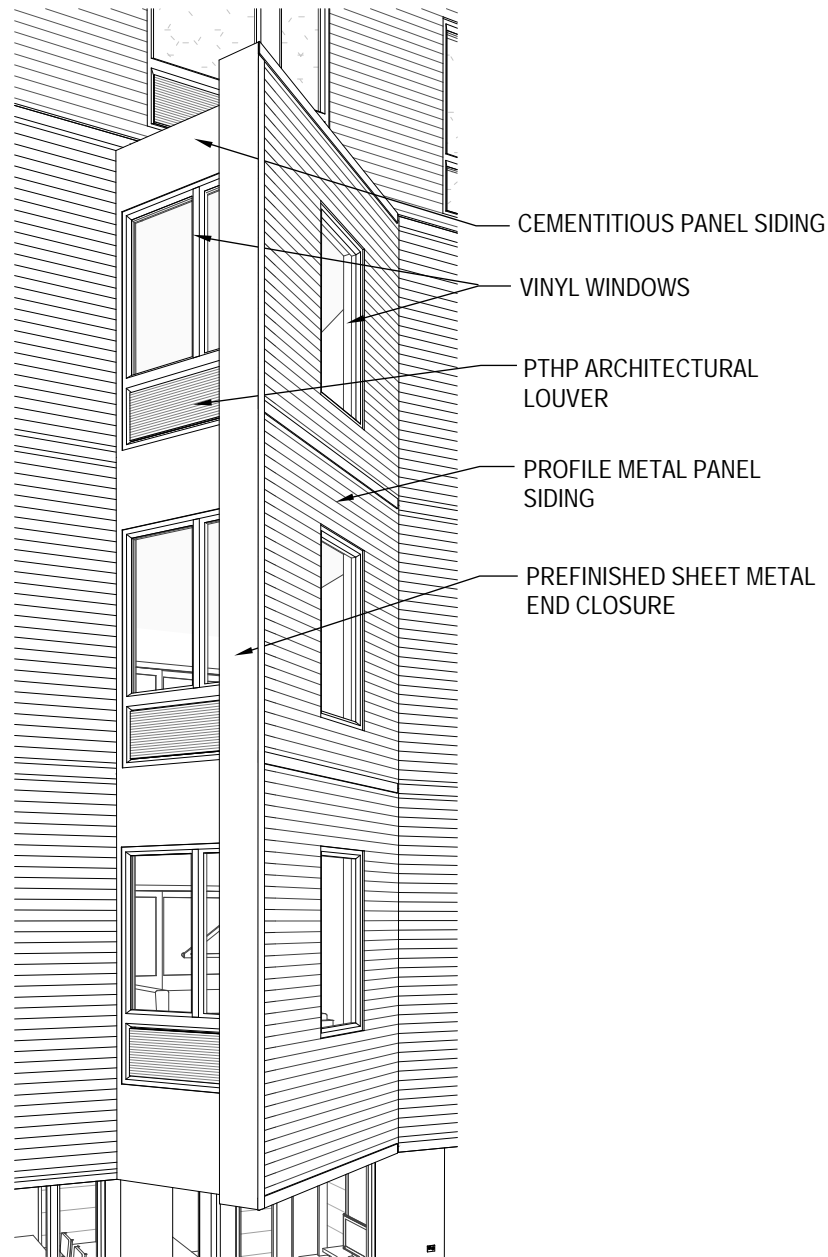 CEMENTITIOUS PANEL SIDING
VINYL WINDOWS
PTHP ARCHITECTURAL
LOUVER
PROFILE METAL PANEL
SIDING
PREFINISHED SHEET METAL
END CLOSURE